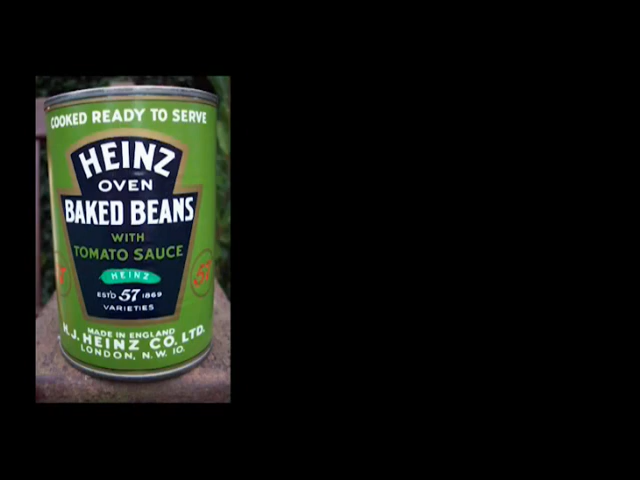 COOKED READY TO SERVE
HEINZ
OVEN
BAKED BEANS
WITH
TOMATO SAUCE
HEINZ
ESTD 57 1869
VARIETIES
57
MADE IN ENGLAND
H.J. HEINZ CO. LTD.
LONDON, N.W. 10.